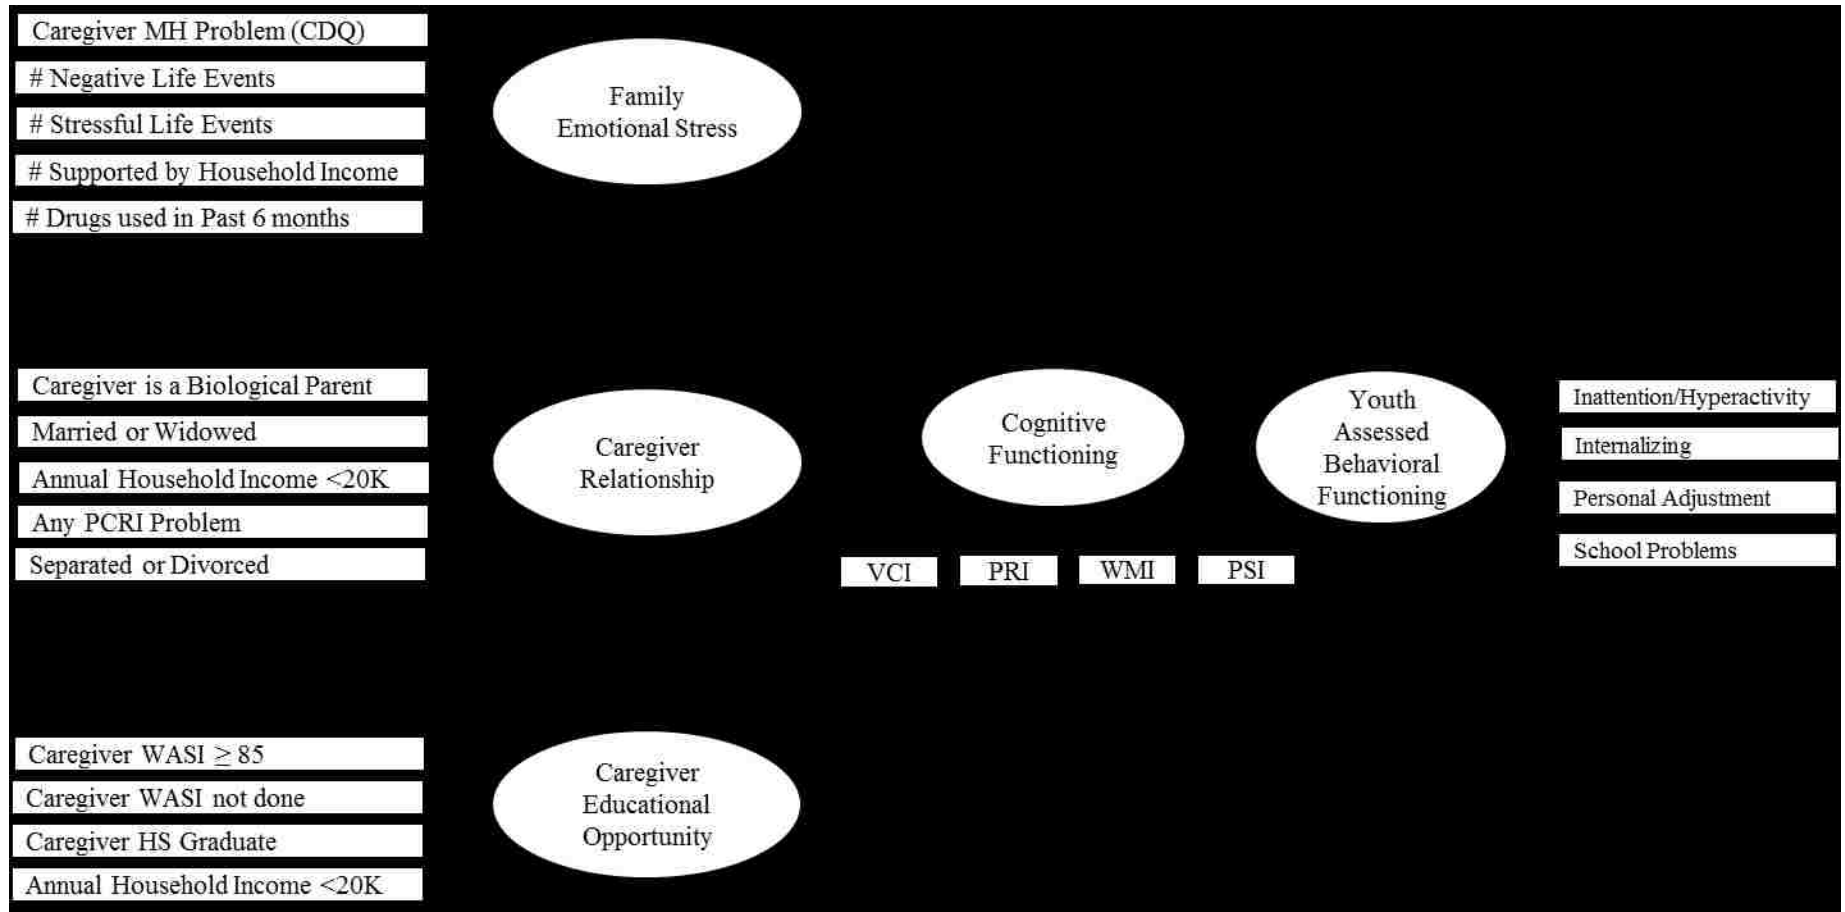 Caregiver MH Problem (CDQ)
# Negative Life Events
# Stressful Life Events
# Supported by Household Income
# Drugs used in Past 6 months
Family
Emotional Stress
Caregiver is a Biological Parent
Married or Widowed
Annual Household Income <20K
Any PCRI Problem
Separated or Divorced
Caregiver
Relationship
Cognitive
Functioning
VCI
PRI
WMI
PSI
Youth
Assessed
Behavioral
Functioning
Inattention/Hyperactivity
Internalizing
Personal Adjustment
School Problems
Caregiver WASI ≥ 85
Caregiver WASI not done
Caregiver HS Graduate
Annual Household Income <20K
Caregiver
Educational
Opportunity